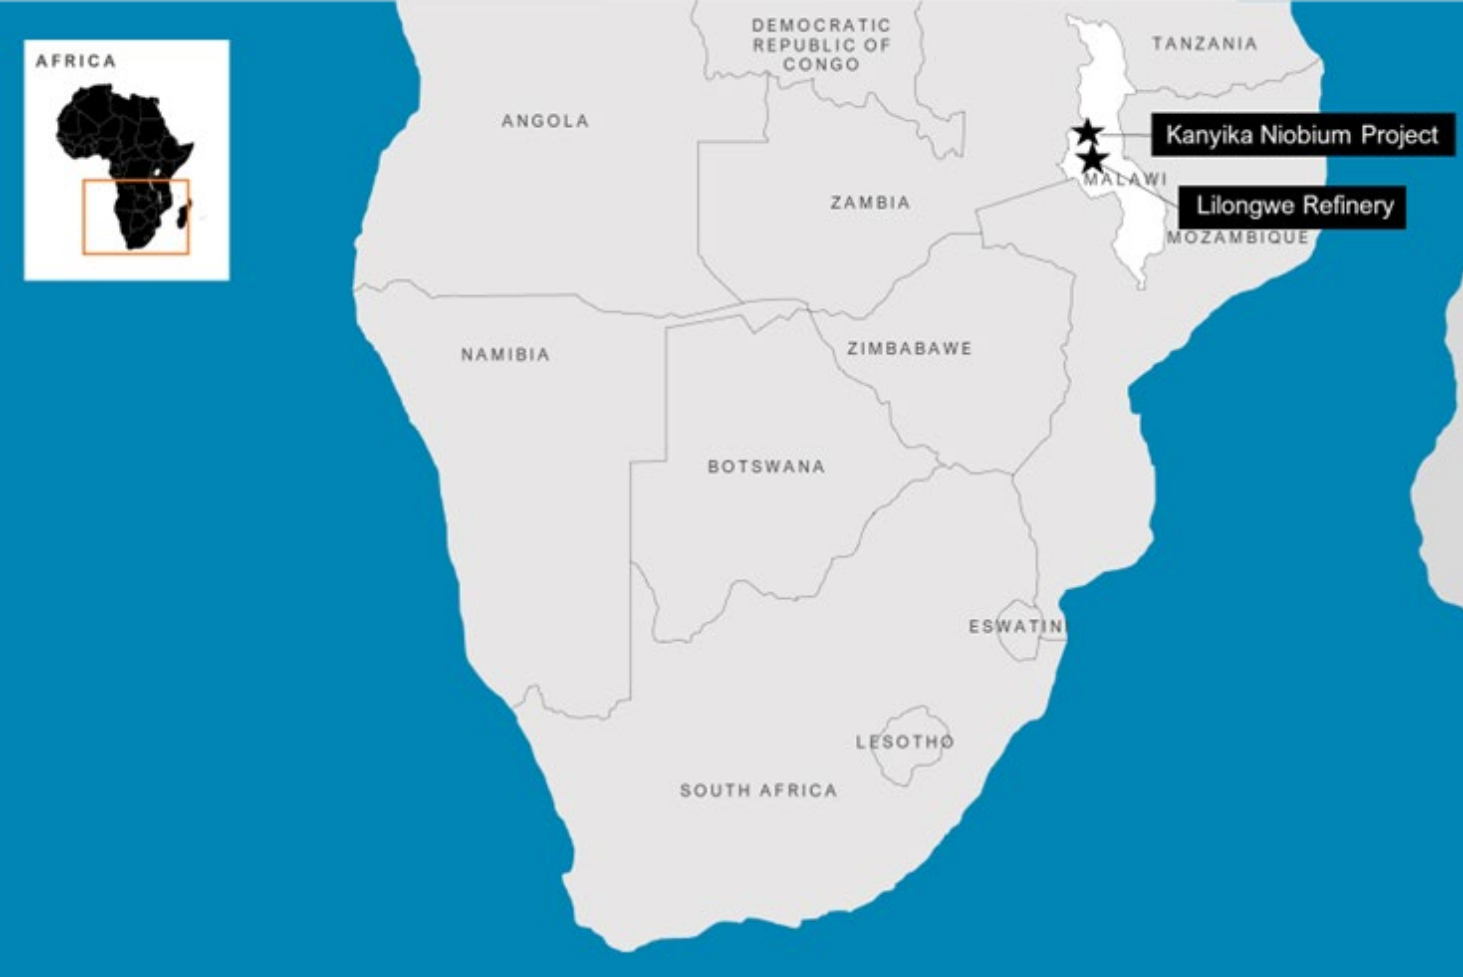 AFRICA
DEMOCRATIC
REPUBLIC OF
CONGO
TANZANIA
ANGOLA
Kanyika Niobium Project
MALAWI
ZAMBIA
Lilongwe Refinery
MOZAMBIQUE
NAMIBIA
ZIMBABAWE
BOTSWANA
ESWATINI
LESOTHO
SOUTH AFRICA